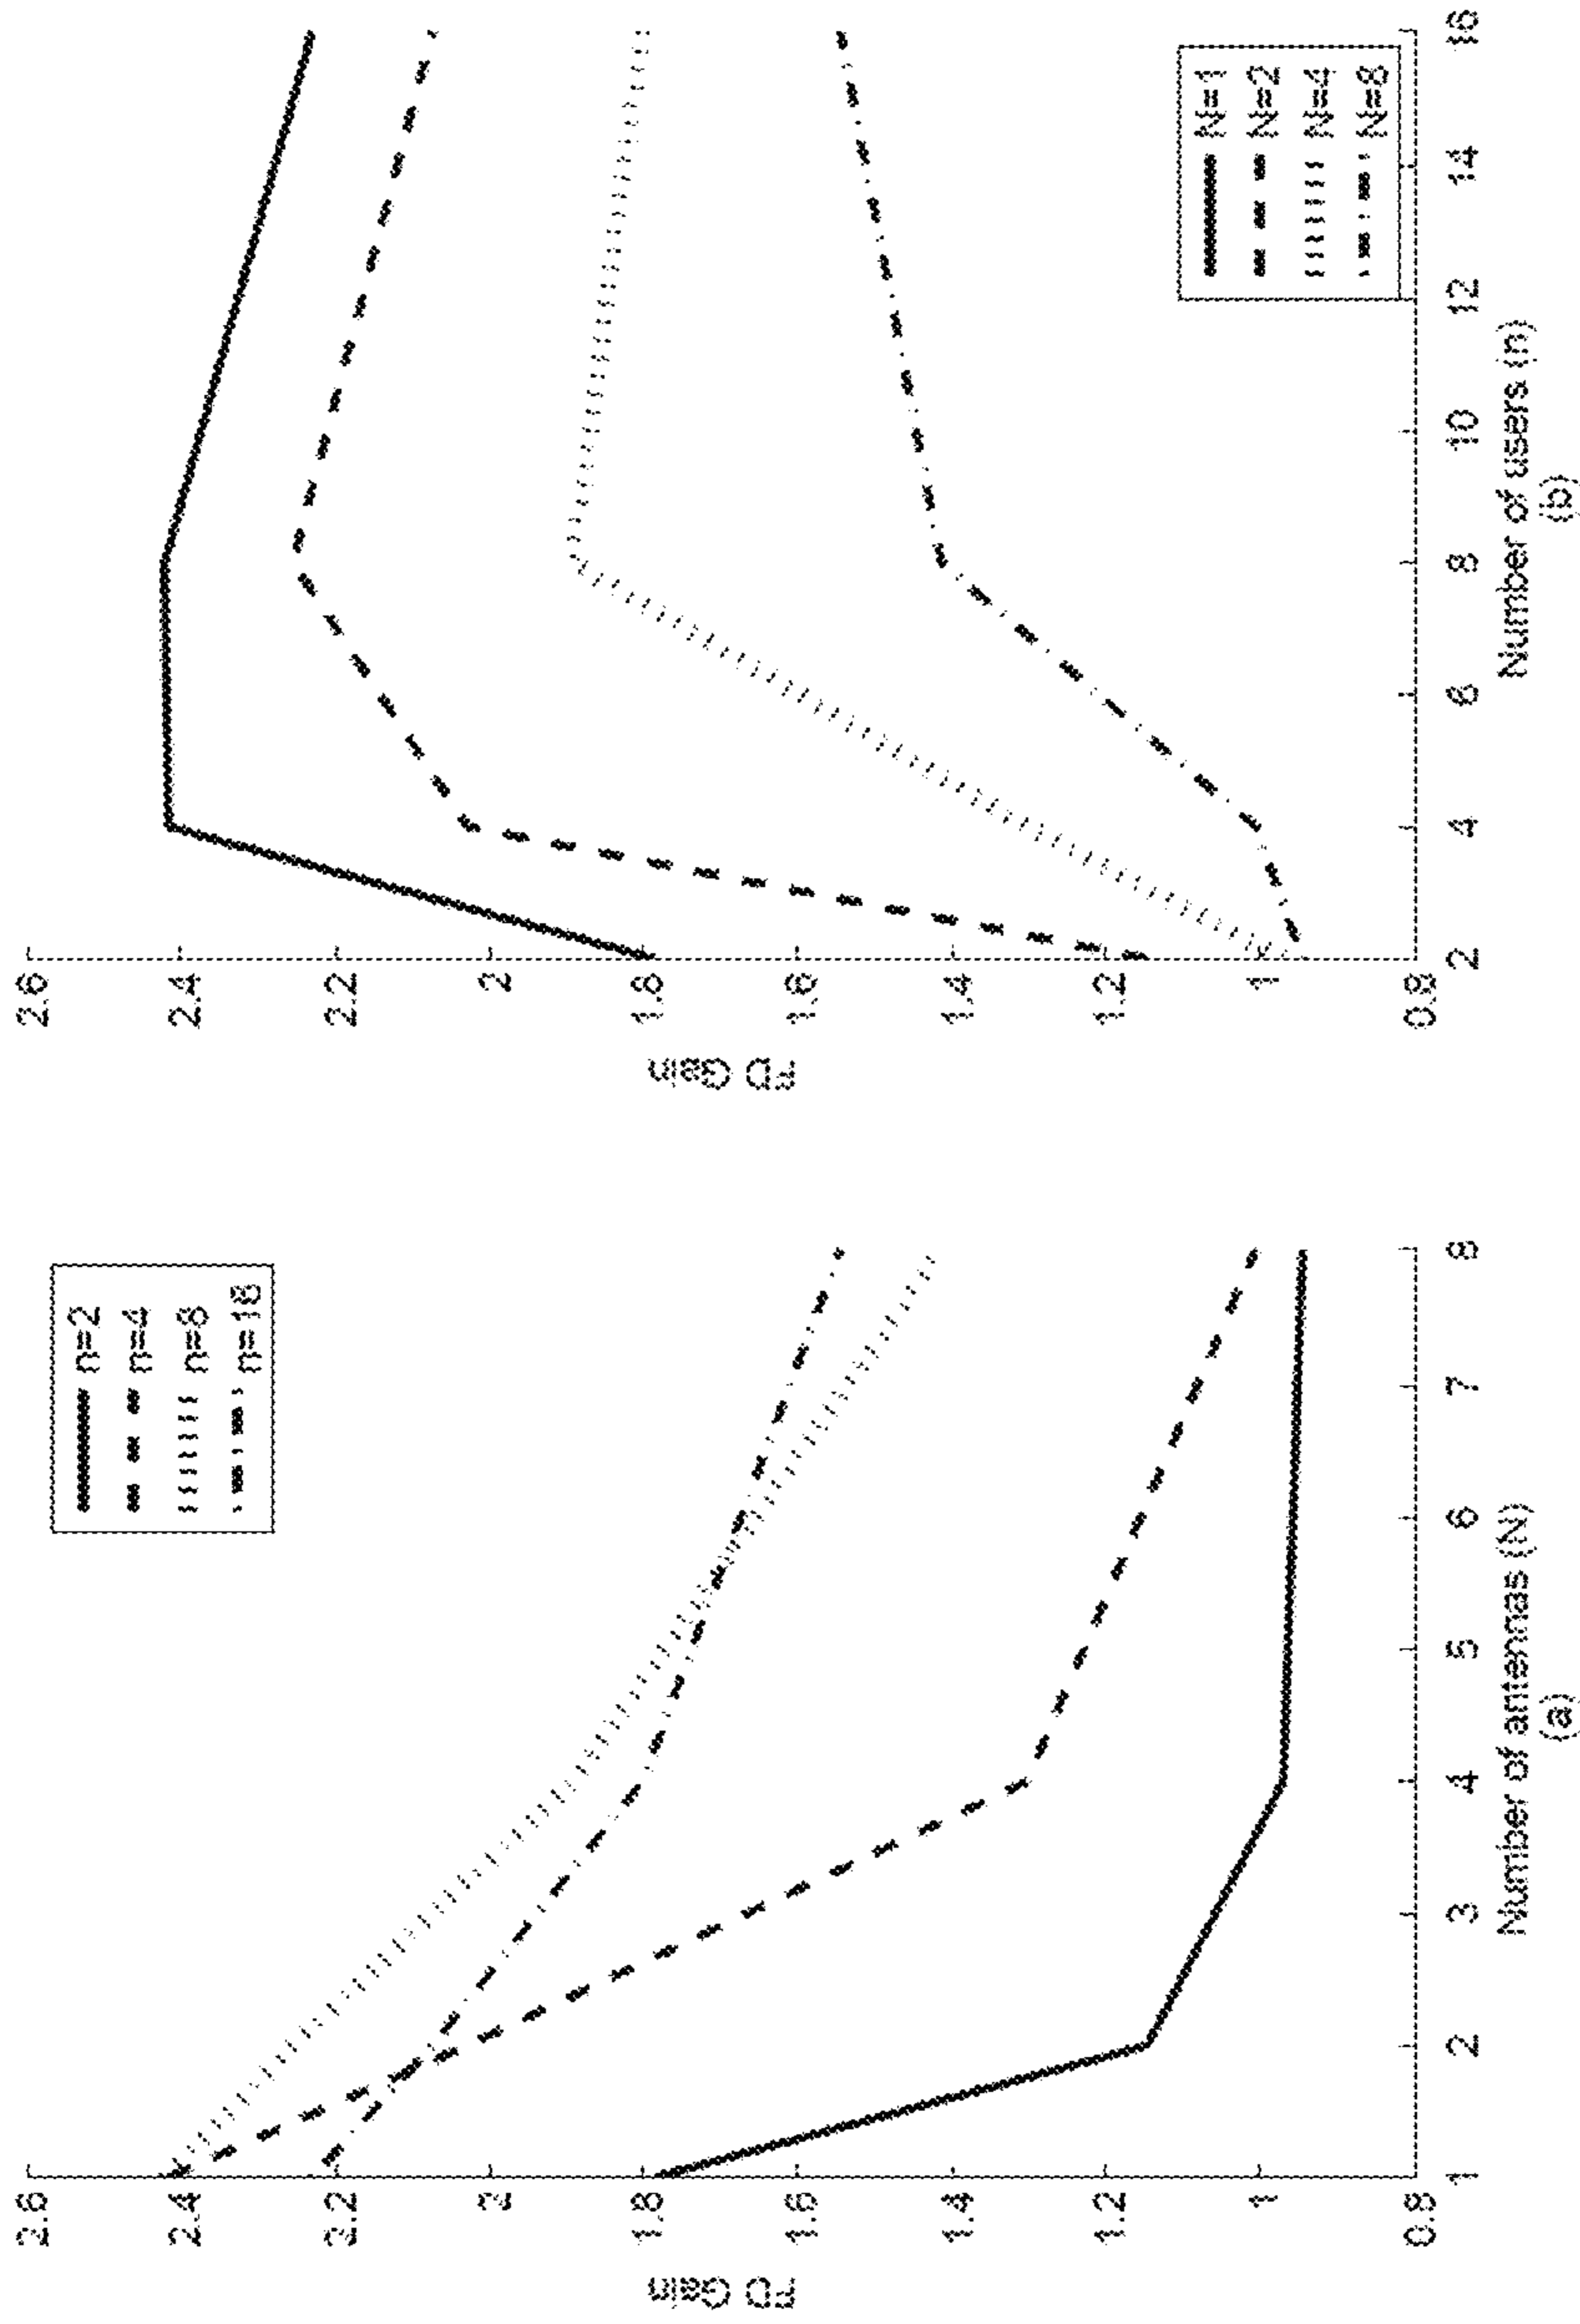 2.6
2.4
2.2
2
1.8
1.6
1.4
1.2
1
0.8
FD Gain
n=2
n=4
n=8
n=16
1 2 3 4 5 6 7 8
Number of antennas (N)
(a)
2.6
2.4
2.2
2
1.8
1.6
1.4
1.2
1
0.8
FD Gain
N=1
N=2
N=4
N=8
2 4 6 8 10 12 14 16
Number of users (n)
(b)